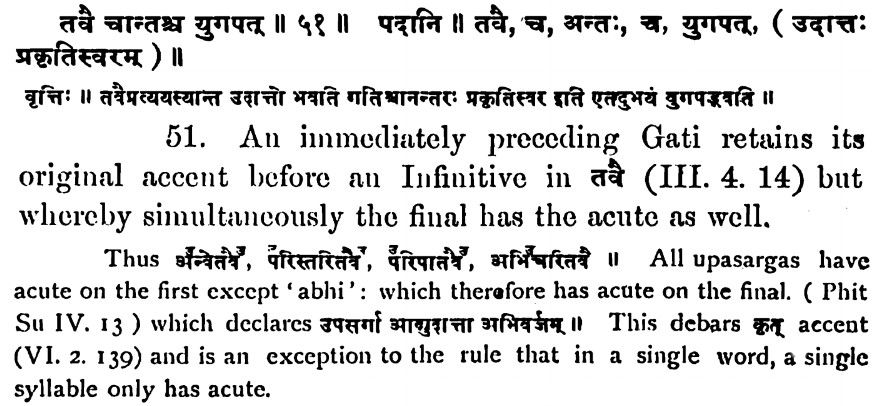 तवै चान्तश्च युगपत् ॥ ५१ ॥ पदानि ॥ तवै, च, अन्तः, च, युगपत्, ( उदात्तः
प्रकृतिस्वरम् ) ॥
वृत्तिः ॥ तवैप्रत्ययस्यान्त उदात्तो भवति गतिश्चानन्तरः प्रकृतिस्वर इति एतदुभयं युगपद्भवति ॥
51. An immediately preceding Gati retains its
original accent before an Infinitive in तवै (III. 4. 14) but
whereby simultaneously the final has the acute as well.
Thus अ॑न्वेतवै॑, प॑रिस्तरितवै॑, प॑रिपातवै॑, अभि॑चरितवै ॥ All upasargas have
acute on the first except 'abhi': which therefore has acute on the final. ( Phit
Su IV. 13 ) which declares उपसर्गा आद्युदात्ता अभिवर्जम् ॥ This debars कृत् accent
(VI. 2. 139) and is an exception to the rule that in a single word, a single
syllable only has acute.